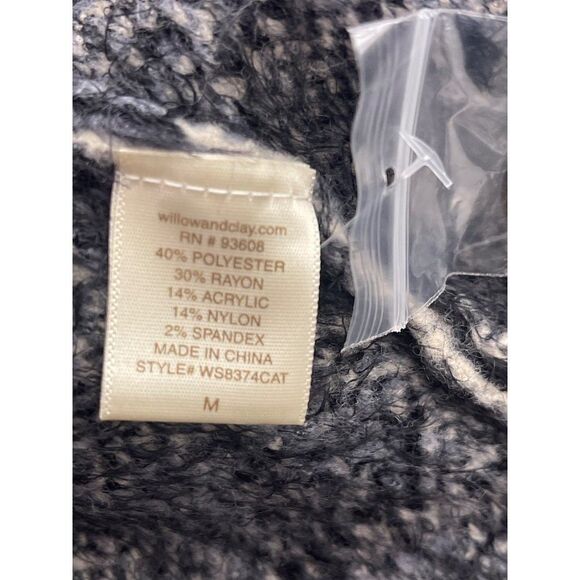 willowandclay.com
RN # 93608
40% POLYESTER
30% RAYON
14% ACRYLIC
14% NYLON
2% SPANDEX
MADE IN CHINA
STYLE# WS8374CAT
M